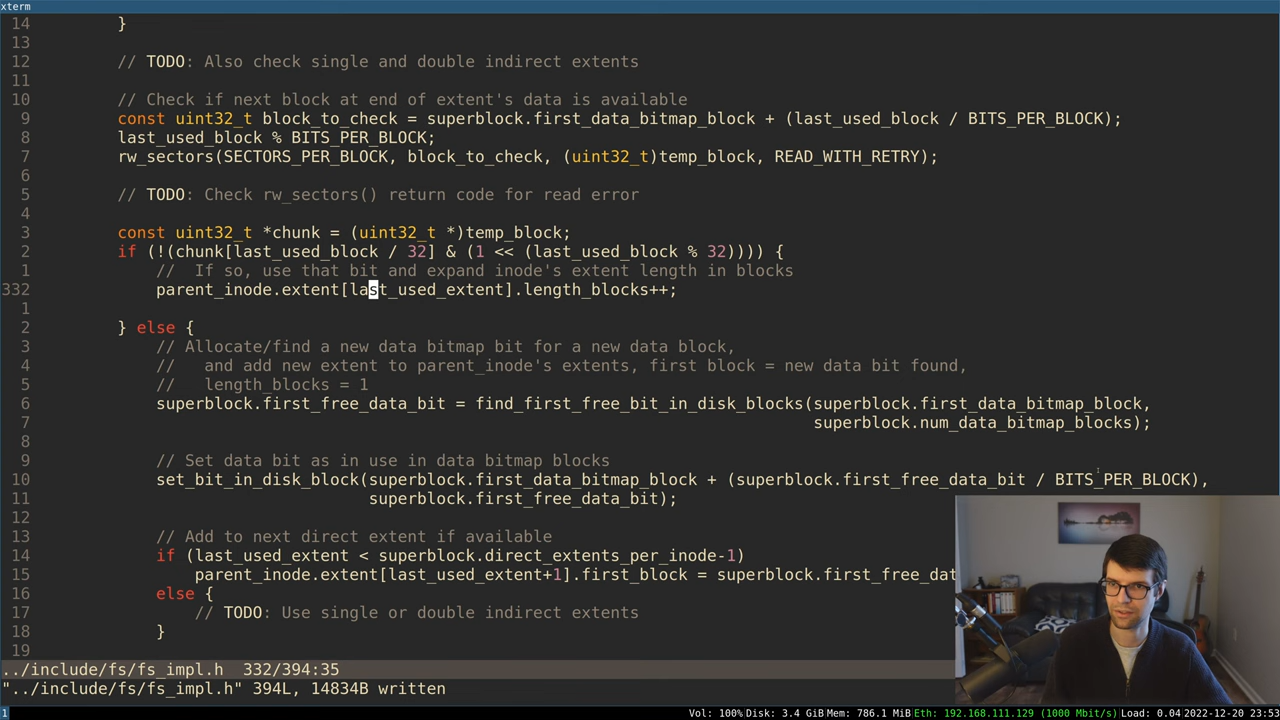 xterm
14 }
13
12 // TODO: Also check single and double indirect extents
11
10 // Check if next block at end of extent's data is available
9 const uint32_t block_to_check = superblock.first_data_bitmap_block + (last_used_block / BITS_PER_BLOCK);
8 last_used_block % BITS_PER_BLOCK;
7 rw_sectors(SECTORS_PER_BLOCK, block_to_check, (uint32_t)temp_block, READ_WITH_RETRY);
6
5 // TODO: Check rw_sectors() return code for read error
4
3 const uint32_t *chunk = (uint32_t *)temp_block;
2 if (!(chunk[last_used_block / 32] & (1 << (last_used_block % 32)))) {
1 //  If so, use that bit and expand inode's extent length in blocks
332 parent_inode.extent[last_used_extent].length_blocks++;
1
2 } else {
3 // Allocate/find a new data bitmap bit for a new data block,
4 //   and add new extent to parent_inode's extents, first block = new data bit found,
5 //   length_blocks = 1
6 superblock.first_free_data_bit = find_first_free_bit_in_disk_blocks(superblock.first_data_bitmap_block,
7 superblock.num_data_bitmap_blocks);
8
9 // Set data bit as in use in data bitmap blocks
10 set_bit_in_disk_block(superblock.first_data_bitmap_block + (superblock.first_free_data_bit / BITS_PER_BLOCK),
11 superblock.first_free_data_bit);
12
13 // Add to next direct extent if available
14 if (last_used_extent < superblock.direct_extents_per_inode-1)
15 parent_inode.extent[last_used_extent+1].first_block = superblock.first_free_dat
16 else {
17 // TODO: Use single or double indirect extents
18 }
19
../include/fs/fs_impl.h  332/394:35
"../include/fs/fs_impl.h" 394L, 14834B written
1 Vol: 100% Disk: 3.4 GiB Mem: 786.1 MiB Eth: 192.168.111.129 (1000 Mbit/s) Load: 0.04 2022-12-20 23:53